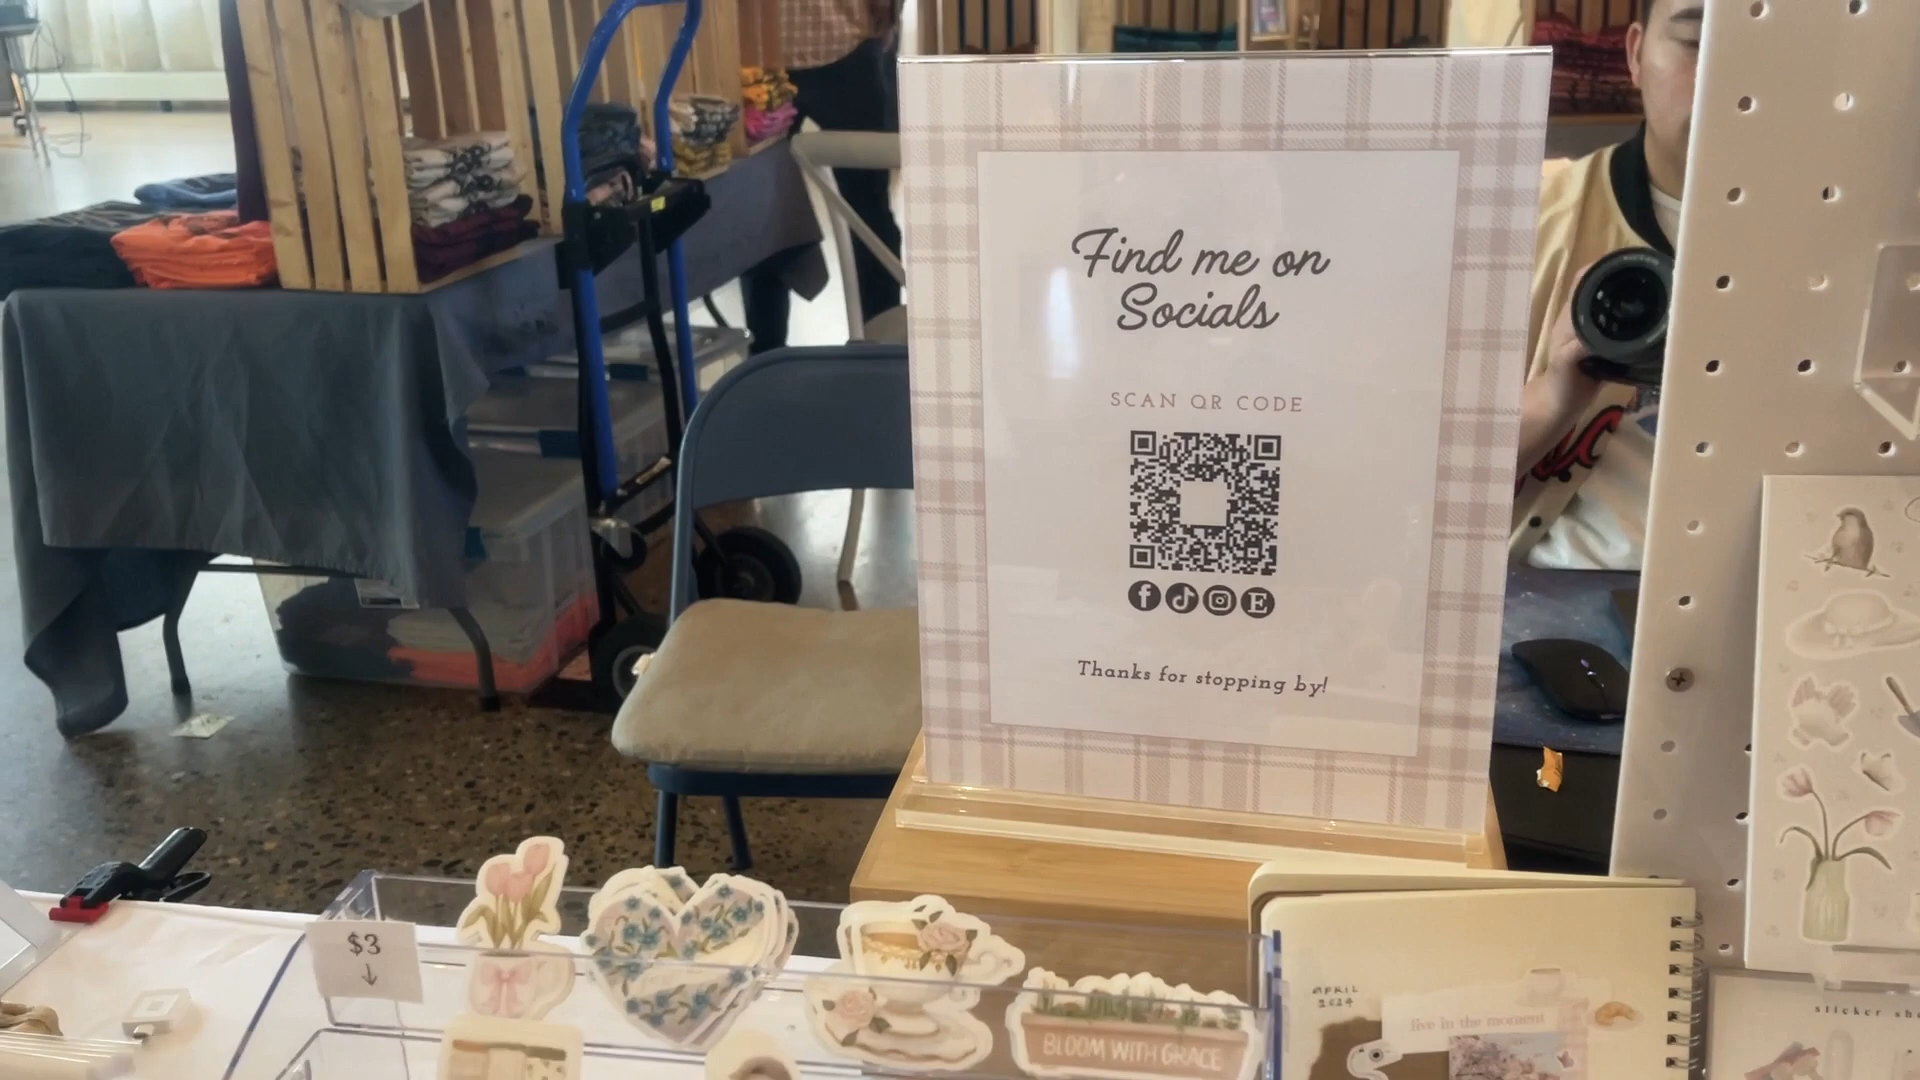 Find me on
Socials
SCAN QR CODE
Thanks for stopping by!
$3
BLOOM WITH GRACE
APRIL
2024
live in the moment
sticker